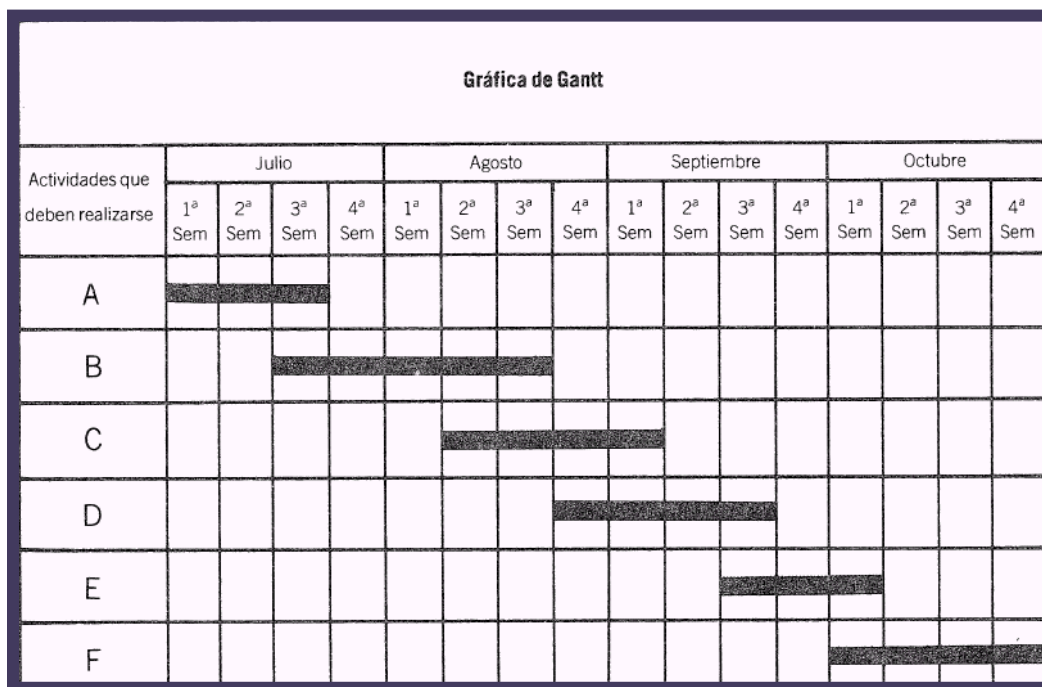 Gráfica de Gantt
Actividades que
deben realizarse
Julio Agosto Septiembre Octubre
1ª 2ª 3ª 4ª 1ª 2ª 3ª 4ª 1ª 2ª 3ª 4ª 1ª 2ª 3ª 4ª
Sem Sem Sem Sem Sem Sem Sem Sem Sem Sem Sem Sem Sem Sem Sem Sem
A
B
C
D
E
F